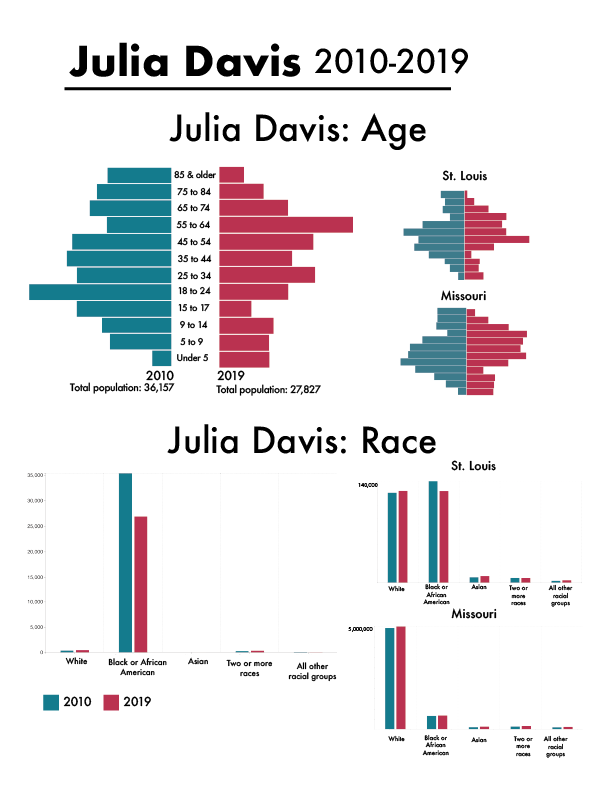 Julia Davis 2010-2019
Julia Davis: Age
85 & older
75 to 84
65 to 74
55 to 64
45 to 54
35 to 44
25 to 34
18 to 24
15 to 17
9 to 14
5 to 9
Under 5
2010
Total population: 36,157
2019
Total population: 27,827
St. Louis
Missouri
Julia Davis: Race
35,000
30,000
25,000
20,000
15,000
10,000
5,000
0
White
Black or African
American
Asian
Two or more
races
All other
racial groups
2010
2019
St. Louis
140,000
0
White
Black or
African
American
Asian
Two or
more
races
All other
racial
groups
Missouri
5,000,000
0
White
Black or
African
American
Asian
Two or
more
races
All other
racial
groups